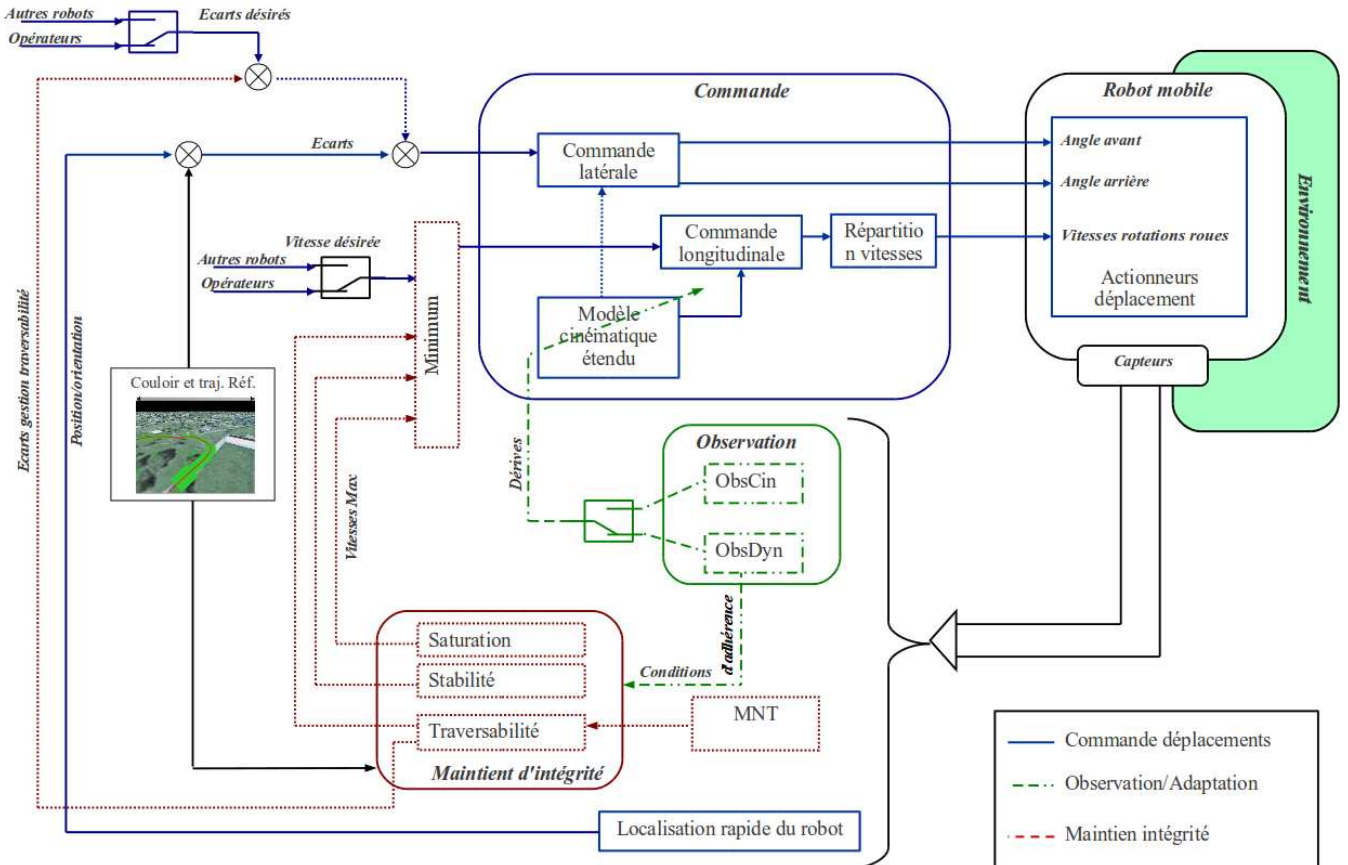 Autres robots
Ecarts désirés
Opérateurs
Commande
Robot mobile
Ecarts
Commande
latérale
Angle avant
Angle arrière
Vitesse désirée
Autres robots
Opérateurs
Commande
longitudinale
Répartitio
n vitesses
Vitesses rotations roues
Actionneurs
déplacement
Environnement
Minimum
Modèle
cinématique
étendu
Capteurs
Ecarts gestion traversabilité
Position/orientation
Couloir et traj. Réf.
Vitesses Max
Dérives
Observation
ObsCin
ObsDyn
d'adhérence
Conditions
Saturation
Stabilité
Traversabilité
MNT
Maintient d'intégrité
Localisation rapide du robot
Commande déplacements
Observation/Adaptation
Maintien intégrité